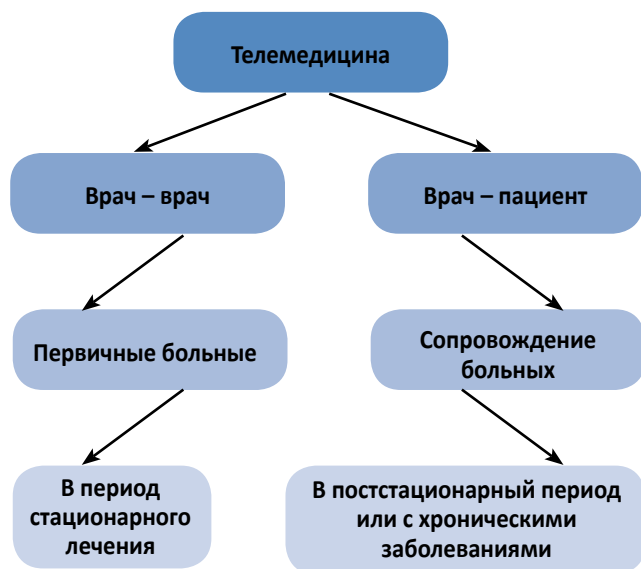 Телемедицина
Врач – врач
Врач – пациент
Первичные больные
Сопровождение
больных
В период
стационарного
лечения
В постстационарный период
или с хроническими
заболеваниями